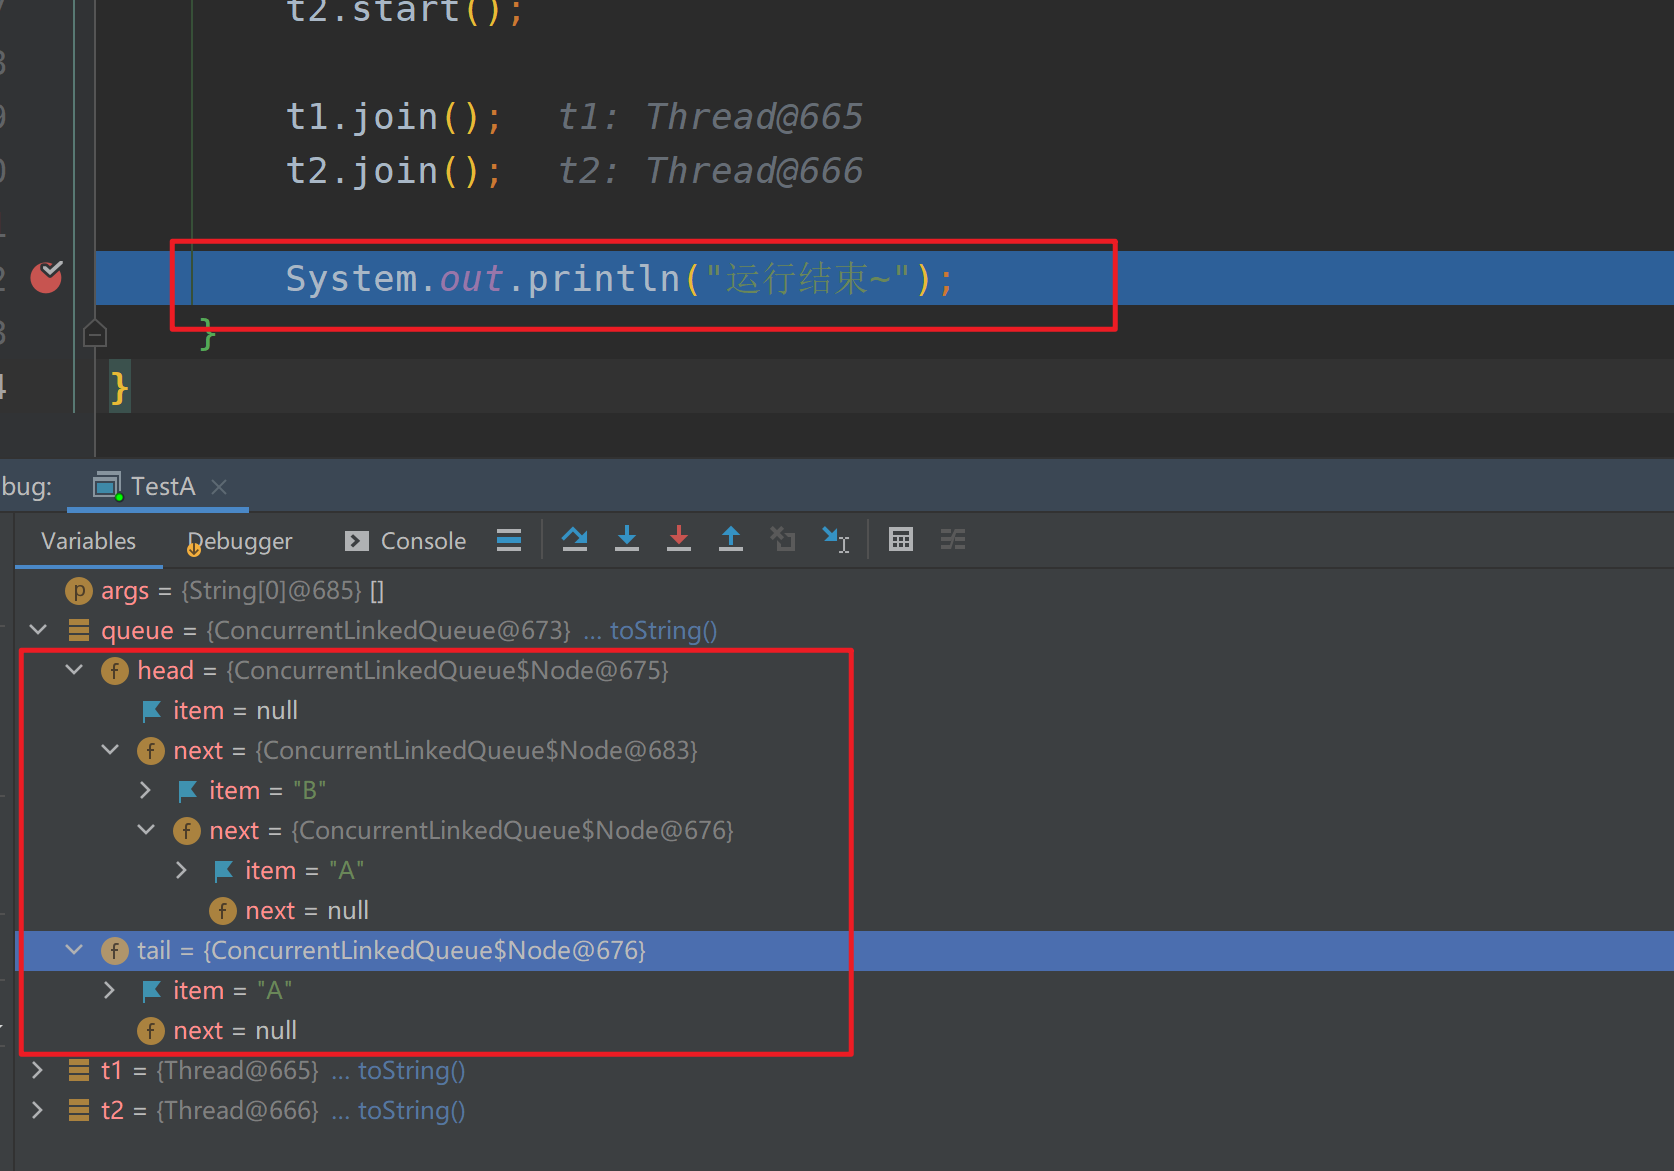 t2.start();
t1.join(); t1: Thread@665
t2.join(); t2: Thread@666
System.out.println("运行结束~");
}
}
bug: TestA
Variables Debugger Console
args = {String[0]@685} []
queue = {ConcurrentLinkedQueue@673} ... toString()
head = {ConcurrentLinkedQueue$Node@675}
item = null
next = {ConcurrentLinkedQueue$Node@683}
item = "B"
next = {ConcurrentLinkedQueue$Node@676}
item = "A"
next = null
tail = {ConcurrentLinkedQueue$Node@676}
item = "A"
next = null
t1 = {Thread@665} ... toString()
t2 = {Thread@666} ... toString()